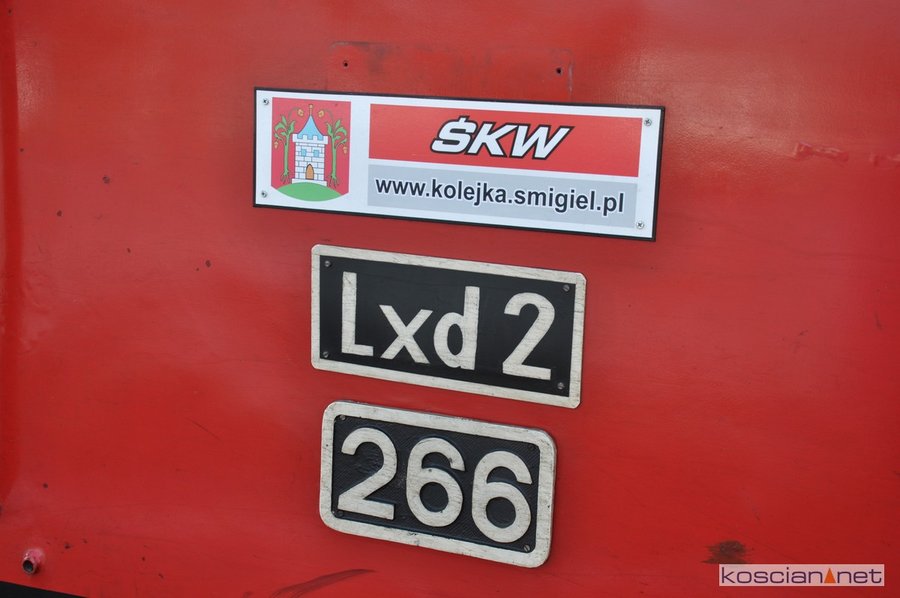 ŚKW
www.kolejka.smigiel.pl
Lxd 2
266
koscian.net